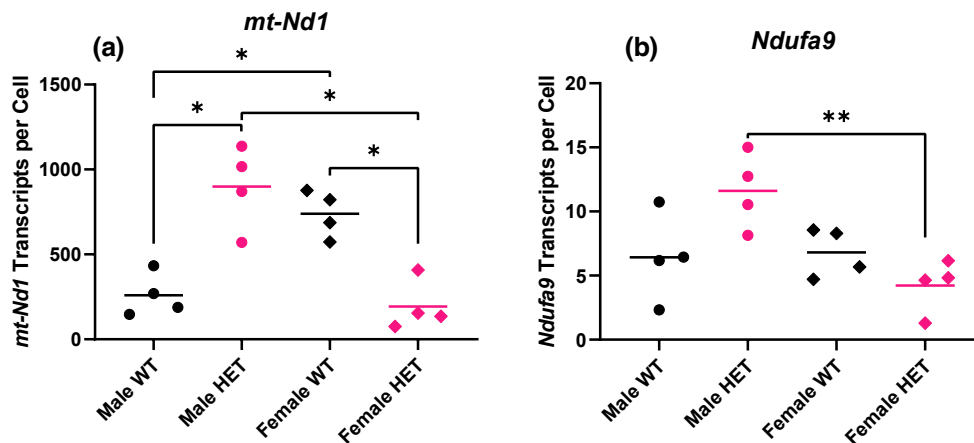 (a)
mt-Nd1
mt-Nd1 Transcripts per Cell
1500
1000
500
0
*
*
*
*
Male WT
Male HET
Female WT
Female HET
(b)
Ndufa9
Ndufa9 Transcripts per Cell
20
15
10
5
0
**
Male WT
Male HET
Female WT
Female HET